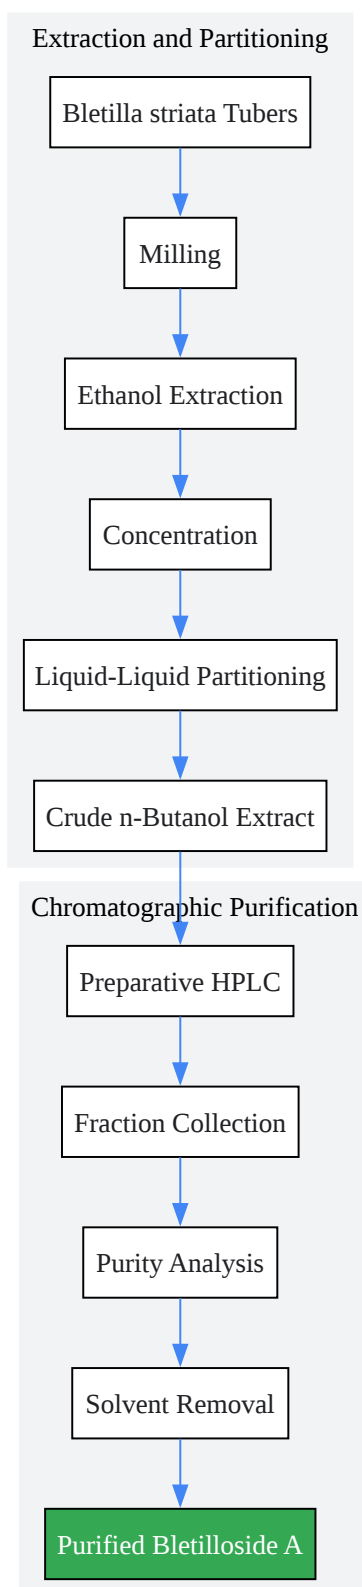 Extraction and Partitioning
Bletilla striata Tubers
Milling
Ethanol Extraction
Concentration
Liquid-Liquid Partitioning
Crude n-Butanol Extract
Chromatographic Purification
Preparative HPLC
Fraction Collection
Purity Analysis
Solvent Removal
Purified Bletilloside A